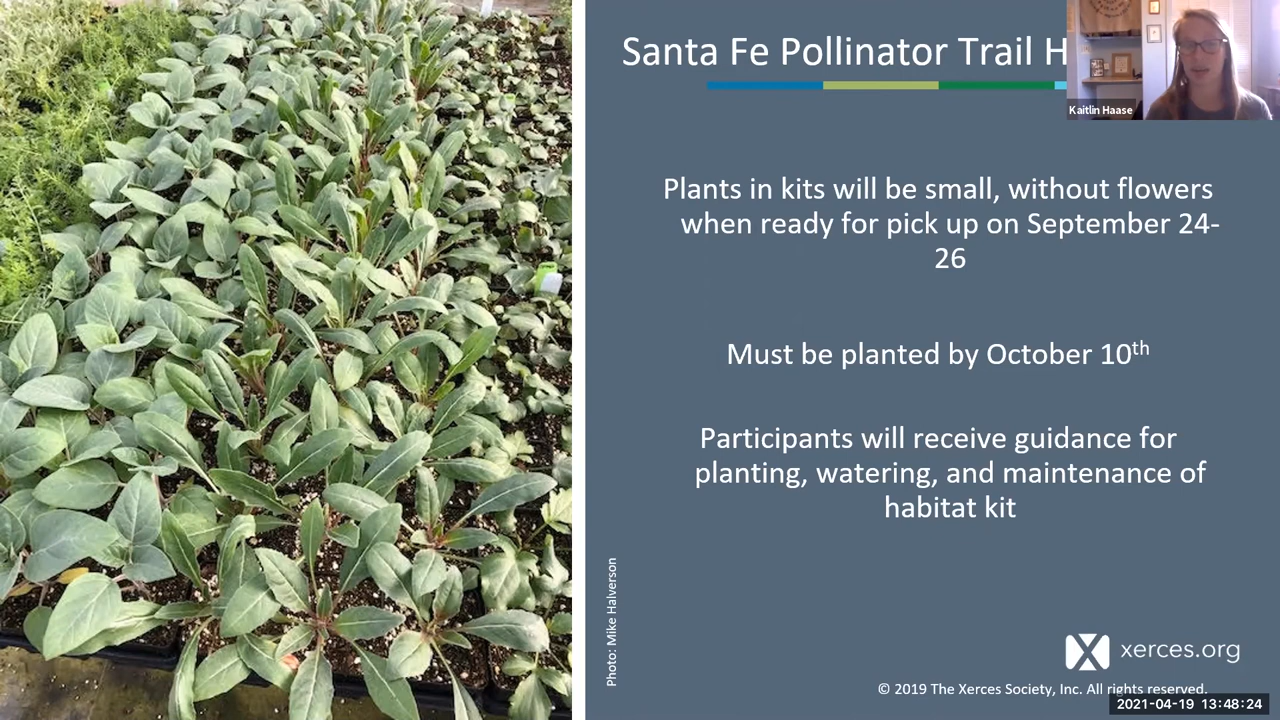 Santa Fe Pollinator Trail H
Kaitlin Haase
Plants in kits will be small, without flowers
when ready for pick up on September 24-
26
Must be planted by October 10th
Participants will receive guidance for
planting, watering, and maintenance of
habitat kit
Photo: Mike Halverson
xerces.org
© 2019 The Xerces Society, Inc. All rights reserved.
2021-04-19 13:48:24